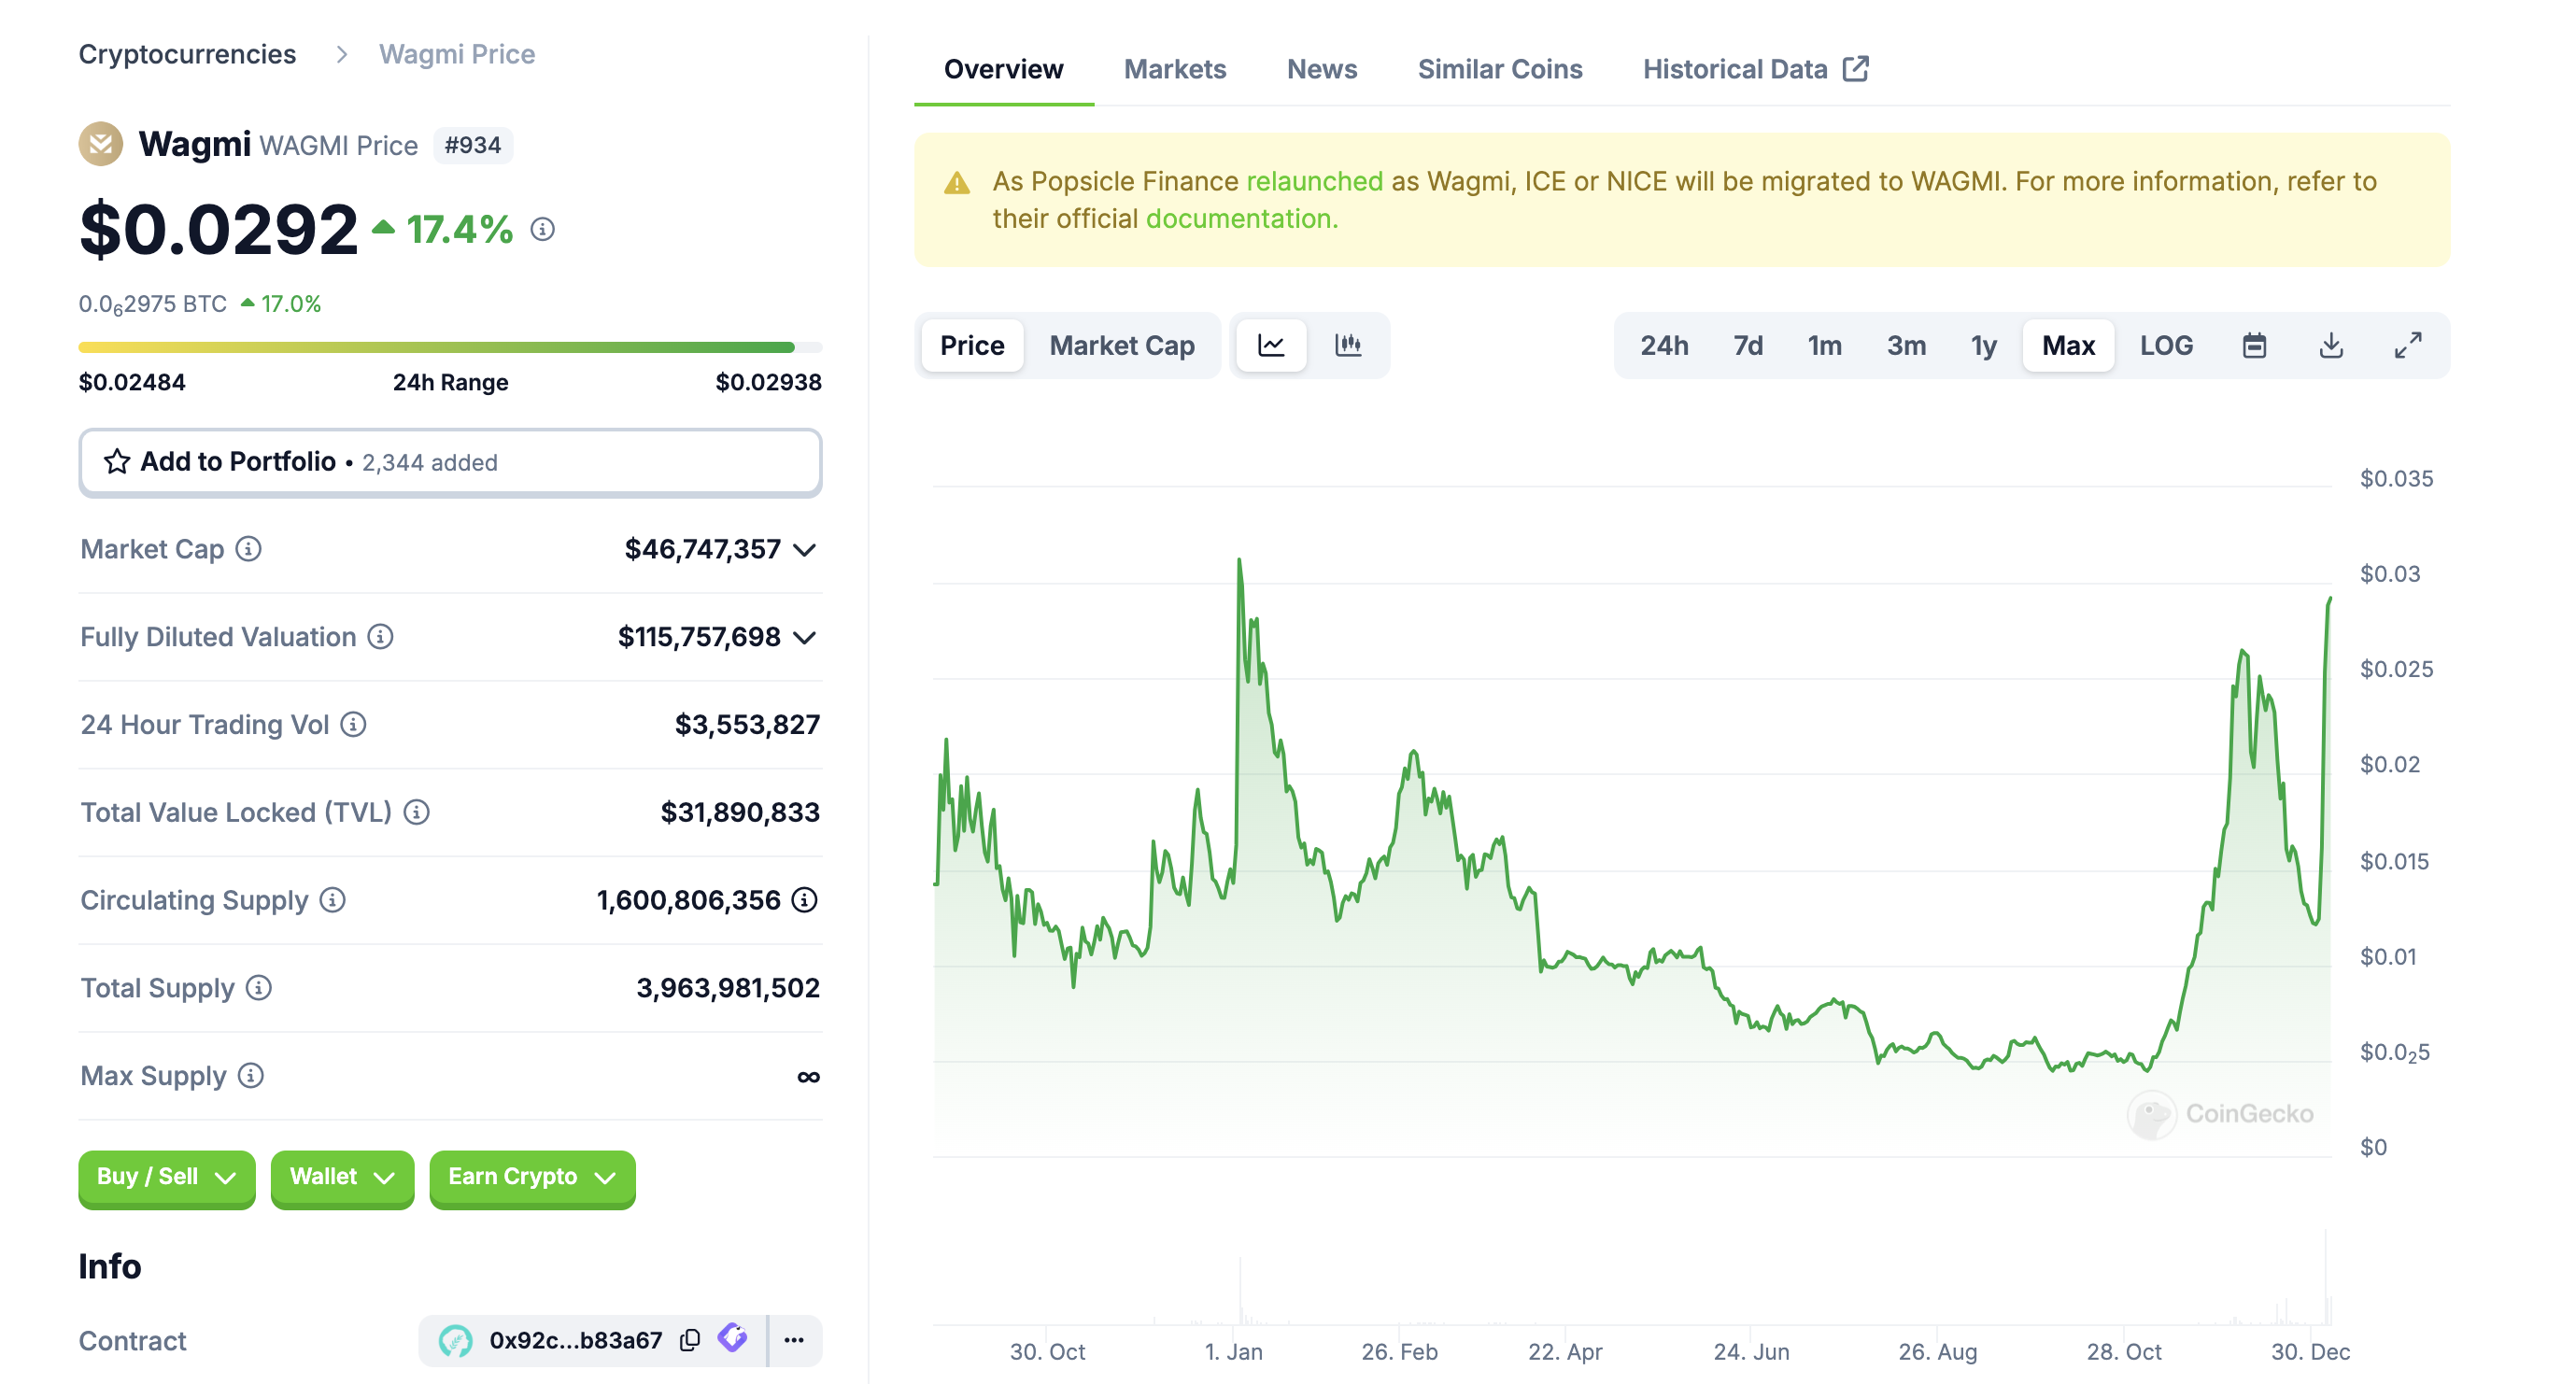 Cryptocurrencies > Wagmi Price
Wagmi WAGMI Price #934
$0.0292 ▲ 17.4%
0.0₆2975 BTC ▲ 17.0%
$0.02484 24h Range $0.02938
Add to Portfolio • 2,344 added
Market Cap $46,747,357
Fully Diluted Valuation $115,757,698
24 Hour Trading Vol $3,553,827
Total Value Locked (TVL) $31,890,833
Circulating Supply 1,600,806,356
Total Supply 3,963,981,502
Max Supply ∞
Buy / Sell Wallet Earn Crypto
Info
Contract 0x92c...b83a67 ...
Overview Markets News Similar Coins Historical Data
As Popsicle Finance relaunched as Wagmi, ICE or NICE will be migrated to WAGMI. For more information, refer to
their official documentation.
Price Market Cap 24h 7d 1m 3m 1y Max LOG
$0.035
$0.03
$0.025
$0.02
$0.015
$0.01
$0.0₂5
CoinGecko
$0
30. Oct 1. Jan 26. Feb 22. Apr 24. Jun 26. Aug 28. Oct 30. Dec